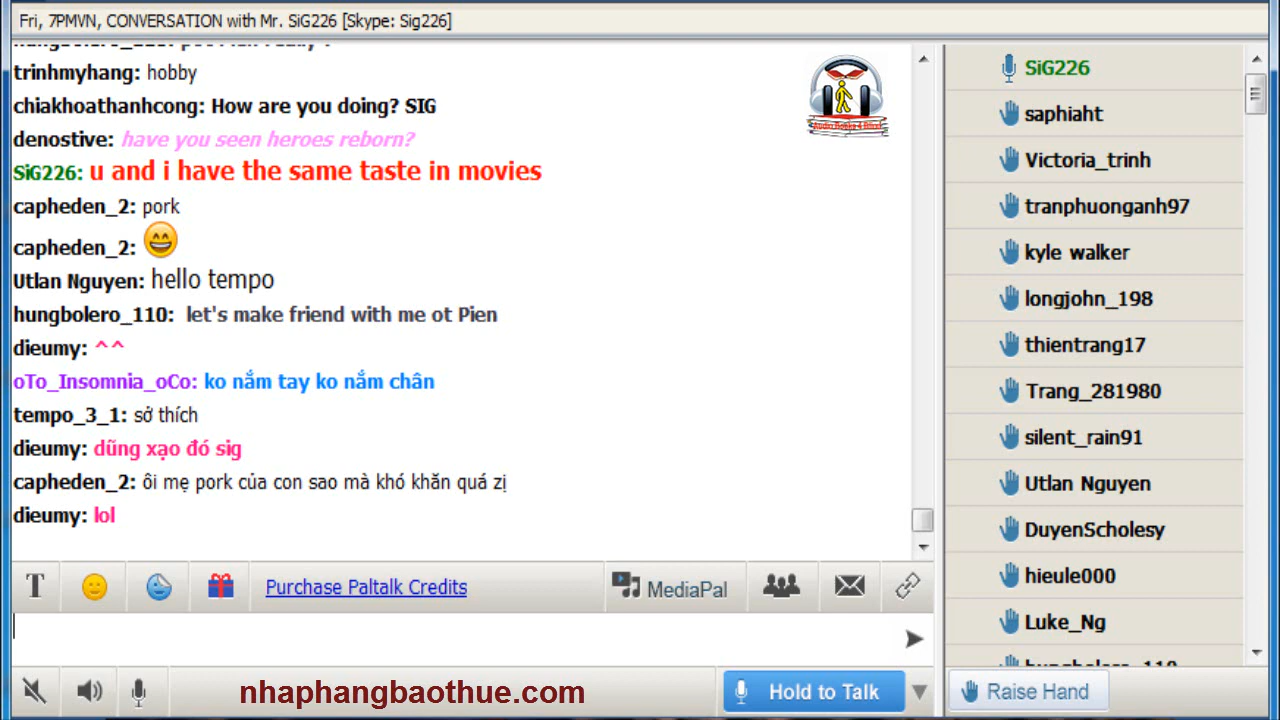 Fri, 7PMVN, CONVERSATION with Mr. SiG226 [Skype: Sig226]
trinhmyhang: hobby
chiakhoathanhcong: How are you doing? SIG
denostive: have you seen heroes reborn?
SiG226: u and i have the same taste in movies
capheden_2: pork
capheden_2:
Utlan Nguyen: hello tempo
hungbolero_110: let's make friend with me ot Pien
dieumy: ^^
oTo_Insomnia_oCo: ko nắm tay ko nắm chân
tempo_3_1: sở thích
dieumy: dũng xạo đó sig
capheden_2: ôi mẹ pork của con sao mà khó khăn quá zị
dieumy: lol
SiG226
saphiaht
Victoria_trinh
tranphuonganh97
kyle walker
longjohn_198
thientrang17
Trang_281980
silent_rain91
Utlan Nguyen
DuyenScholesy
hieule000
Luke_Ng
hungbolero_110
T Purchase Paltalk Credits MediaPal
nhaphangbaothue.com
Hold to Talk
Raise Hand